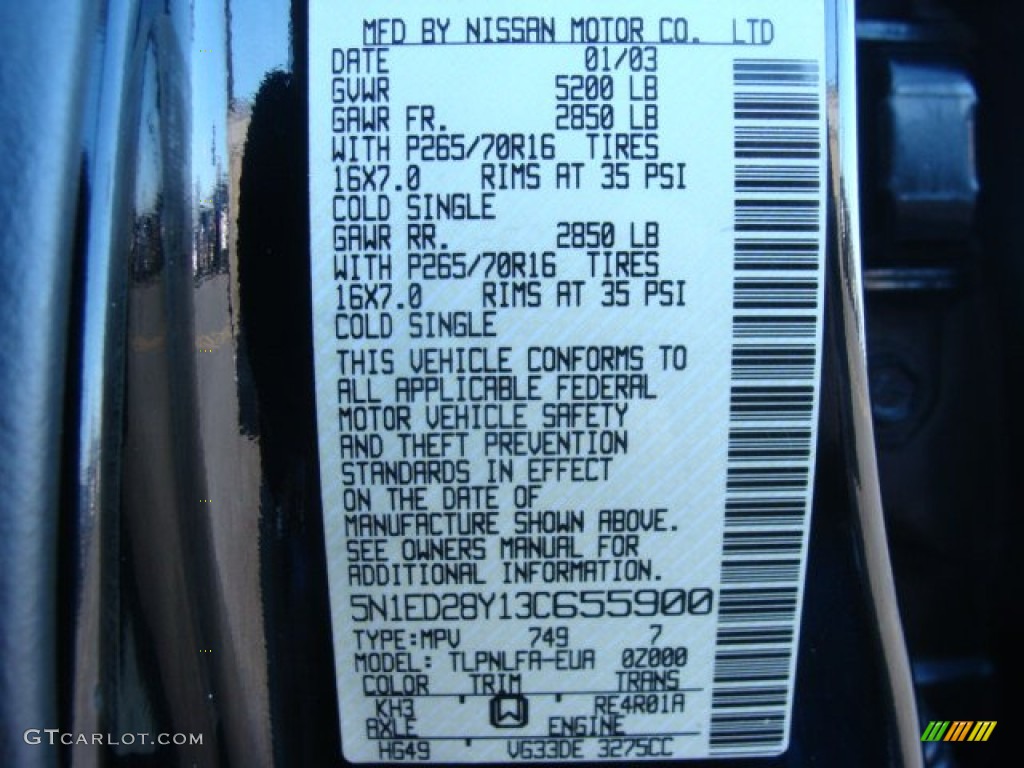 MFD BY NISSAN MOTOR CO. LTD
DATE 01/03
GVWR 5200 LB
GAWR FR. 2850 LB
WITH P265/70R16 TIRES
16X7.0 RIMS AT 35 PSI
COLD SINGLE
GAWR RR. 2850 LB
WITH P265/70R16 TIRES
16X7.0 RIMS AT 35 PSI
COLD SINGLE
THIS VEHICLE CONFORMS TO
ALL APPLICABLE FEDERAL
MOTOR VEHICLE SAFETY
AND THEFT PREVENTION
STANDARDS IN EFFECT
ON THE DATE OF
MANUFACTURE SHOWN ABOVE.
SEE OWNERS MANUAL FOR
ADDITIONAL INFORMATION.
5N1ED28Y13C655900
TYPE:MPV 749 7
MODEL: TLPNLFA-EUA 0Z000
COLOR TRIM TRANS
KH3 W RE4R01A
AXLE ENGINE
HG49 VG33DE 3275CC
GTCARLOT.COM